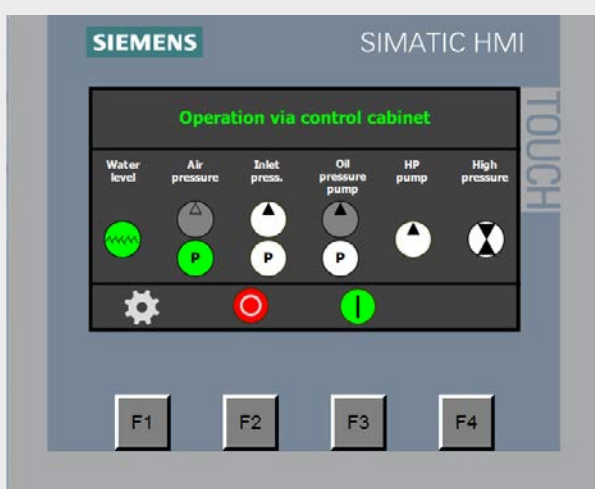 SIEMENS
SIMATIC HMI
TOUCH
Operation via control cabinet
Water level
Air pressure
Inlet press.
Oil pressure pump
HP pump
High pressure
P
P
P
F1
F2
F3
F4